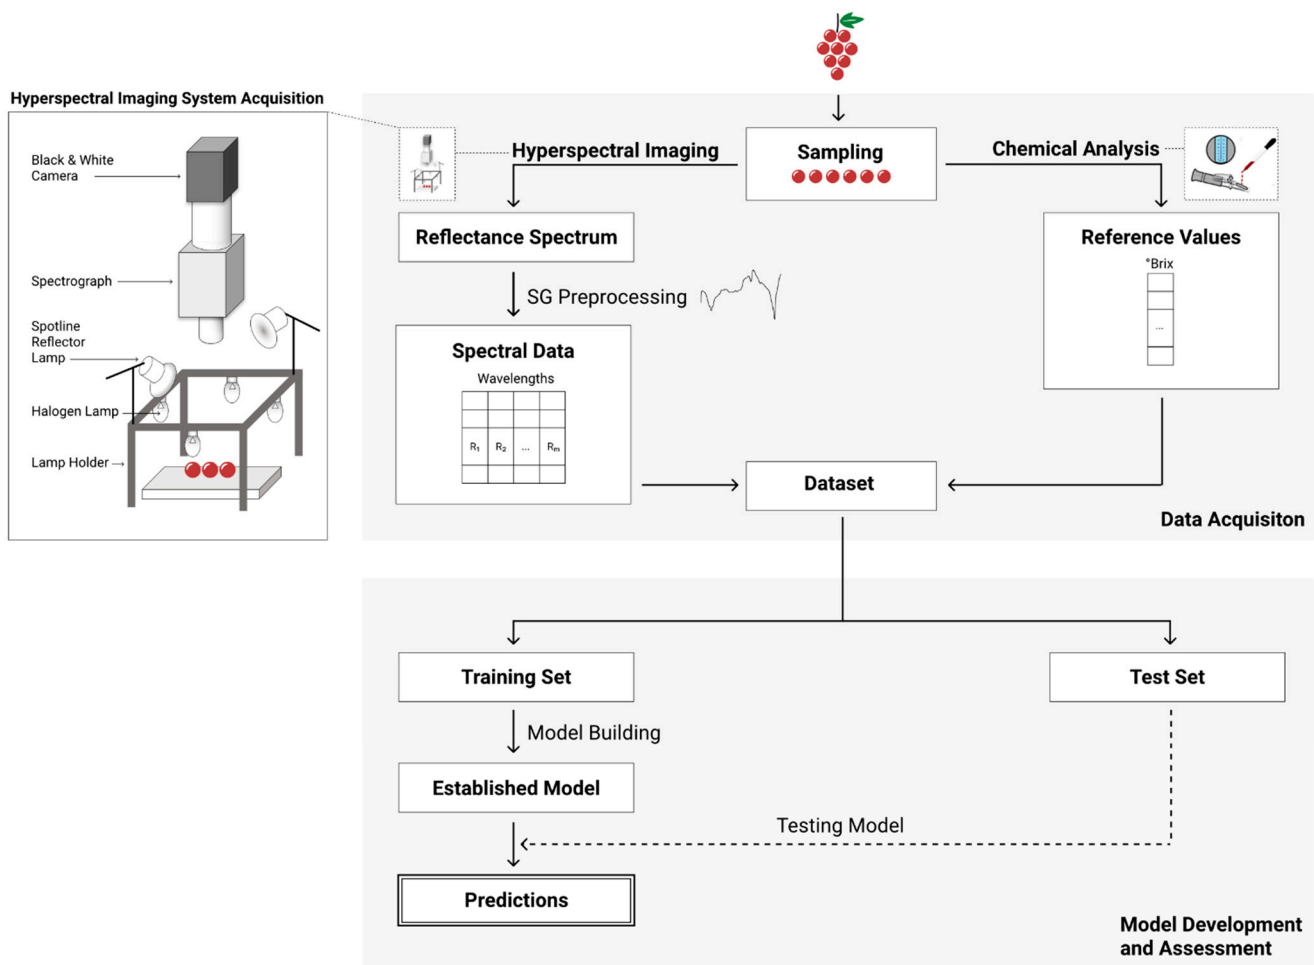 Hyperspectral Imaging System Acquisition
Black & White
Camera
Spectrograph
Spotline
Reflector
Lamp
Halogen Lamp
Lamp Holder
Hyperspectral Imaging
Sampling
Chemical Analysis
Reflectance Spectrum
Reference Values
°Brix
...
SG Preprocessing
Spectral Data
Wavelengths
R1 R2 ... Rm
Dataset
Data Acquisiton
Training Set
Test Set
Model Building
Established Model
Testing Model
Predictions
Model Development
and Assessment